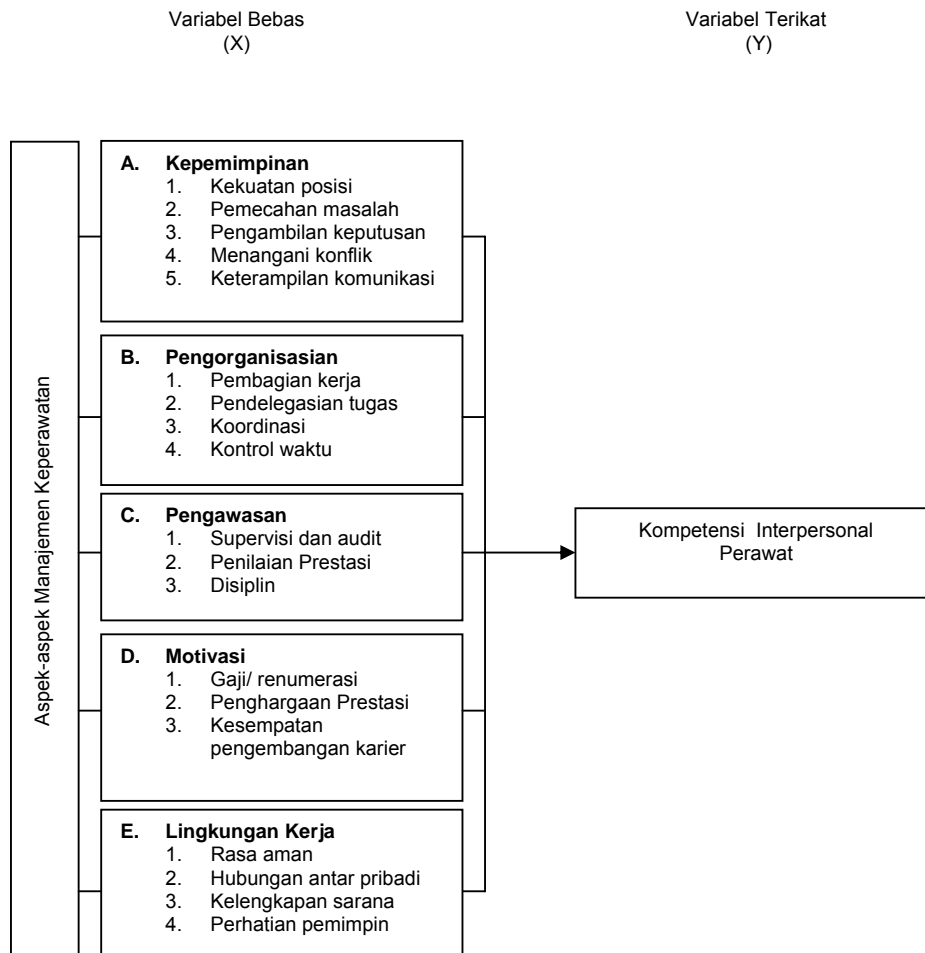 Variabel Bebas
(X)
Variabel Terikat
(Y)
Aspek-aspek Manajemen Keperawatan
A. Kepemimpinan
1. Kekuatan posisi
2. Pemecahan masalah
3. Pengambilan keputusan
4. Menangani konflik
5. Keterampilan komunikasi
B. Pengorganisasian
1. Pembagian kerja
2. Pendelegasian tugas
3. Koordinasi
4. Kontrol waktu
C. Pengawasan
1. Supervisi dan audit
2. Penilaian Prestasi
3. Disiplin
D. Motivasi
1. Gaji/ renumerasi
2. Penghargaan Prestasi
3. Kesempatan
pengembangan karier
E. Lingkungan Kerja
1. Rasa aman
2. Hubungan antar pribadi
3. Kelengkapan sarana
4. Perhatian pemimpin
Kompetensi Interpersonal
Perawat